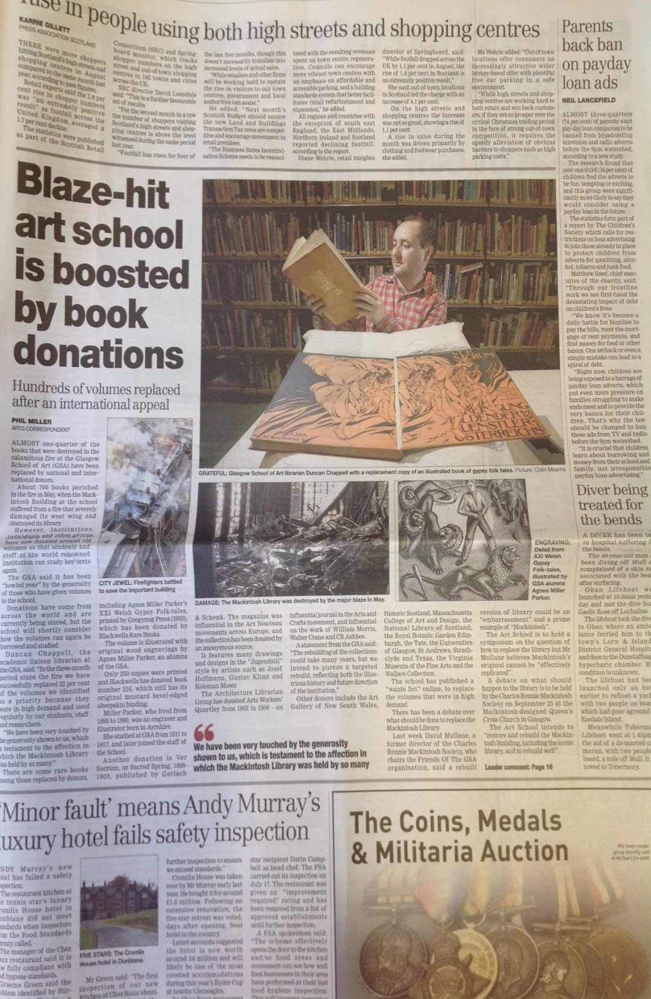 Rise in people using both high streets and shopping centres
KARRIE GILLETT
PRESS ASSOCIATION SCOTLAND
THERE were more shoppers
hitting Scotland's high streets and
shopping centres in August
compared to the same month last
year, according to new figures.
Retail experts said the 1.8 per
cent rise in shopper numbers
was "an extremely positive
result" as footfall across the
United Kingdom averaged a
1.1 per cent decline.
The statistics were published
as part of the Scottish Retail
Consortium (SRC) and Spring-
board monitor, which tracks
shopper numbers on the high
street and out-of-town shopping
centres in 142 towns and cities
across the UK.
SRC director David Lonsdale
said: "This is a further favourable
set of results.
"For the second month in a row
the number of shoppers visiting
Scotland's high streets and shop-
ping centres is above the level
witnessed during the same period
last year.
"Footfall has risen for four of
the last five months, though this
doesn't necessarily translate into
increased levels of actual sales.
"While retailers and other firms
will be working hard to sustain
the rise in visitors to our town
centres, government and local
authorities can assist."
He added: "Next month's
Scottish Budget should ensure
the new Land and Buildings
Transaction Tax rates are compet-
itive and encourage investment in
retail premises.
"The Business Rates Incentivi-
sation Scheme needs to be resusci-
tated with the resulting revenues
spent on town centre regenera-
tion. Councils can encourage
more vibrant town centres with
an emphasis on affordable and
accessible parking, and a building
standards system that better facil-
itates retail refurbishment and
expansion," he added.
All regions and countries with
the exception of south east
England, the East Midlands,
Northern Ireland and Scotland
reported declining footfall,
according to the report.
Diane Wehrle, retail insights
director at Springboard, said:
"While footfall dropped across the
UK by 1.1 per cent in August, the
rise of 1.8 per cent in Scotland is
an extremely positive result."
She said out-of-town locations
in Scotland led the charge with an
increase of 4.1 per cent.
On the high streets and
shopping centres the increase
was not so great, showing a rise of
1.1 per cent.
A rise in sales during the
month was driven primarily by
clothing and footwear purchases,
she added.
Ms Wehrle added: "Out-of-town
locations offer consumers an
increasingly attractive wider
leisure-based offer with plentiful
free car parking in a safe
environment.
"While high streets and shop-
ping centres are working hard to
both retain and win back custom-
ers, if they are to prosper over the
critical Christmas trading period
in the face of strong out-of-town
competition, it requires the
speedy alleviation of obvious
barriers to shoppers such as high
parking costs."
Parents
back ban
on payday
loan ads
NEIL LANCEFIELD
ALMOST three-quarters
(74 per cent) of parents want
pay-day loan companies to be
banned from broadcasting
television and radio adverts
before the 9pm watershed,
according to a new study.
The research found that
over one-third (34 per cent) of
children find the adverts to
be fun, tempting or exciting,
and this group were signifi-
cantly more likely to say they
would consider using a
payday loan in the future.
The statistics form part of
a report by The Children's
Society which calls for res-
trictions on loan advertising
to join those already in place
to protect children from
adverts for gambling, alco-
hol, tobacco and junk food.
Matthew Reed, chief exec-
utive of the charity, said:
"Through our frontline
work we see first-hand the
devastating impact of debt
on children's lives.
"We know it's become a
daily battle for families to
pay the bills, meet the mort-
gage or rent payments, and
find money for food or other
basics. One setback or even a
simple mistake can lead to a
spiral of debt.
"Right now, children are
being exposed to a barrage of
payday loan adverts, which
put even more pressure on
families struggling to make
ends meet and to provide the
very basics for their chil-
dren. That's why the law
should be changed to ban
these ads from TV and radio
before the 9pm watershed.
"It is crucial that children
learn about borrowing and
money from their school and
family, not irresponsible
payday loan advertising."
Blaze-hit
art school
is boosted
by book
donations
Hundreds of volumes replaced
after an international appeal
PHIL MILLER
ARTS CORRESPONDENT
ALMOST one-quarter of the
books that were destroyed in the
calamitous fire at the Glasgow
School of Art (GSA) have been
replaced by national and inter-
national donors.
About 700 books perished
in the fire in May, when the Mack-
intosh Building at the school
suffered from a fire that severely
damaged its west wing and
destroyed its library.
However, institutions,
individuals and other groups
have now donated around 150
volumes so that students and
staff at the world renowned
institution can study key texts
again.
The GSA said it has been
"bowled over" by the generosity
of those who have given volumes
to the school.
Donations have come from
across the world and are
currently being stored, but the
school will shortly consider
how the volumes can again be
borrowed and studied.
Duncan Chappell, the
academic liaison librarian at
the GSA, said: "In the three-month
period since the fire we have
successfully replaced 22 per cent
of the volumes we identified
as a priority because they
were in high demand and used
regularly by our students, staff
and researchers.
"We have been very touched by
the generosity shown to us, which
is testament to the affection in
which the Mackintosh Library
was held by so many."
There are some rare books
among those replaced by donors,
including Agnes Miller Parker's
XXI Welsh Gypsy Folk-tales,
printed by Gregynog Press (1933),
which has been donated by
Blackwells Rare Books.
The volume is illustrated with
original wood engravings by
Agnes Miller Parker, an alumna
of the GSA.
Only 250 copies were printed
and Blackwells has donated book
number 216, which still has its
original mustard bevel-edged
sheepskin binding.
Miller Parker, who lived from
1895 to 1980, was an engraver and
illustrator born in Ayrshire.
She studied at GSA from 1911 to
1917, and later joined the staff of
the School.
Another donation is Ver
Sacrum, or Sacred Spring, 1898-
1903, published by Gerlach
& Schenk. The magazine was
influential in the Art Nouveau
movements across Europe, and
the collection has been donated by
an anonymous source.
It features many drawings
and designs in the "Jugendstil"
style by artists such as Josef
Hoffmann, Gustav Klimt and
Koloman Moser.
The Architecture Library
Group has donated Arts Workers'
Quartley from 1902 to 1906 – an
influential journal in the Arts and
Crafts movement, and influential
on the work of William Morris,
Walter Crane and CR Ashbee.
A statement from the GSA said:
"The rebuilding of the collections
could take many years, but we
intend to pursue a targeted
rebuild, reflecting both the illus-
trious history and future direction
of the institution."
Other donors include the Art
Gallery of New South Wales,
Historic Scotland, Massachusetts
College of Art and Design, the
National Library of Scotland,
the Royal Botanic Garden Edin-
burgh, the Tate, the Universities
of Glasgow, St Andrews, Strath-
clyde and Texas, the Virginia
Museum of the Fine Arts and the
Wallace Collection.
The school has published a
"wants list" online, to replace
the volumes that were in high
demand.
There has been a debate over
what should be done to replace the
Mackintosh Library.
Last week David Mullane, a
former director of the Charles
Rennie Mackintosh Society, who
chairs the Friends Of The GSA
organisation, said a rebuilt
version of library could be an
"embarrassment" and a prime
example of "Mockintosh".
The Art School is to hold a
symposium on the question of
how to replace the library but Mr
Mullane believes Mackintosh's
original cannot be "effectively
replicated".
A debate on what should
happen to the library is to be held
by the Charles Rennie Mackintosh
Society on September 25 at the
Mackintosh-designed Queen's
Cross Church in Glasgow.
The Art School intends to
"restore and rebuild the Mackin-
tosh Building, including the iconic
library, and to rebuild well".
Leader comment: Page 16
“
We have been very touched by the generosity
shown to us, which is testament to the affection in
which the Mackintosh Library was held by so many
VER
SACRUM
GRATEFUL: Glasgow School of Art librarian Duncan Chappell with a replacement copy of an illustrated book of gypsy folk tales. Picture: Colin Mearns
CITY JEWEL: Firefighters battled
to save the important building
DAMAGE: The Mackintosh Library was destroyed by the major blaze in May.
ENGRAVING:
Detail from
XXI Welsh
Gypsy
Folk-tales,
illustrated by
GSA alumna
Agnes Miller
Parker.
Diver being
treated for
the bends
A DIVER has been ta
to hospital suffering f
the bends.
The 49-year-old man
been diving off Mull a
complained of a skin ra
associated with the ben
after surfacing.
Oban Lifeboat wa
launched at 10.56am yeste
day and met the dive boa
Gaelic Rose off Lochaline.
The lifeboat took the dive
to Oban where an ambu
lance ferried him to th
town's Lorn & Island
District General Hospita
and then to the Dunstaffnag
hyperbaric chamber. H
condition is unknown.
The lifeboat had bee
launched only an hou
earlier to refloat a yach
with two people on boar
which had gone aground
Easdale Island.
Meanwhile Toberm
Lifeboat went at 1.45pm
the aid of a de-masted ca
maran, with two people
board, a mile off Mull. It
towed to Tobermory.
'Minor fault' means Andy Murray's
luxury hotel fails safety inspection
NDY Murray's new
otel has failed a safety
spection.
The restaurant kitchen at
e tennis star's luxury
romlix House hotel in
unblane did not meet
andards when inspectors
om the Food Standards
gency called.
The manager of the Chez
oux restaurant said it is
w fully compliant with
d hygiene standards.
Graeme Green said the
oblem identified by Stir-
FIVE STARS: The Cromlix
House hotel in Dunblane.
Mr Green said: "The first
inspection of our new
kitchen at Chez Roux identi-
further inspection to ensure
we exceed standards."
Cromlix House was taken
over by Mr Murray early last
year. He bought it for around
£1.8 million. Following an
extensive renovation, the
five-star retreat was voted,
days after opening, best
hotel in the country.
Latest accounts suggested
the hotel is now worth
around £4 million and will
likely be one of the most
coveted accommodations
during this year's Ryder Cup
at nearby Gleneagles.
star recipient Darin Camp-
bell as head chef. The FSA
carried out its inspection on
July 17. The restaurant was
given an "improvement
required" rating and has
been removed from a list of
approved establishments
until further inspection.
A FSA spokesman said:
"The scheme effectively
opens the door to the kitchen
and/or food areas and
consumers can see how well
food businesses in their area
have performed at their last
food hygiene inspection.
The Coins, Medals
& Militaria Auction
this seven medal
group recently sold
at McTear's for £800